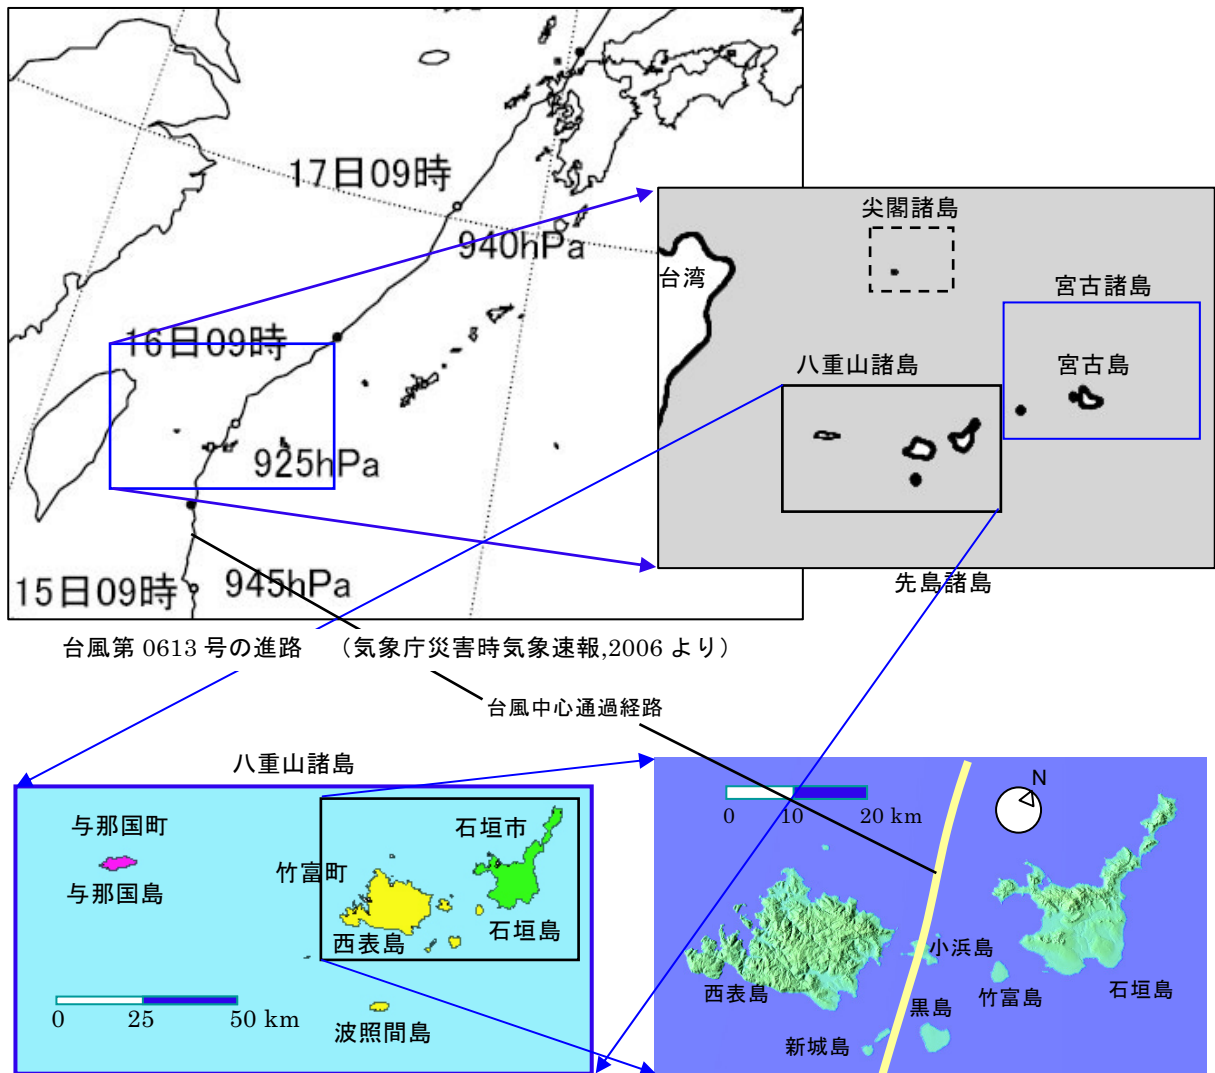 17日09時
940hPa
16日09時
925hPa
15日09時
945hPa
尖閣諸島
台湾
宮古諸島
宮古島
八重山諸島
先島諸島
台風第 0613 号の進路 （気象庁災害時気象速報,2006 より）
台風中心通過経路
八重山諸島
与那国町
与那国島
竹富町
石垣市
西表島
石垣島
波照間島
0 25 50 km
N
0 10 20 km
小浜島
西表島
竹富島
石垣島
黒島
新城島